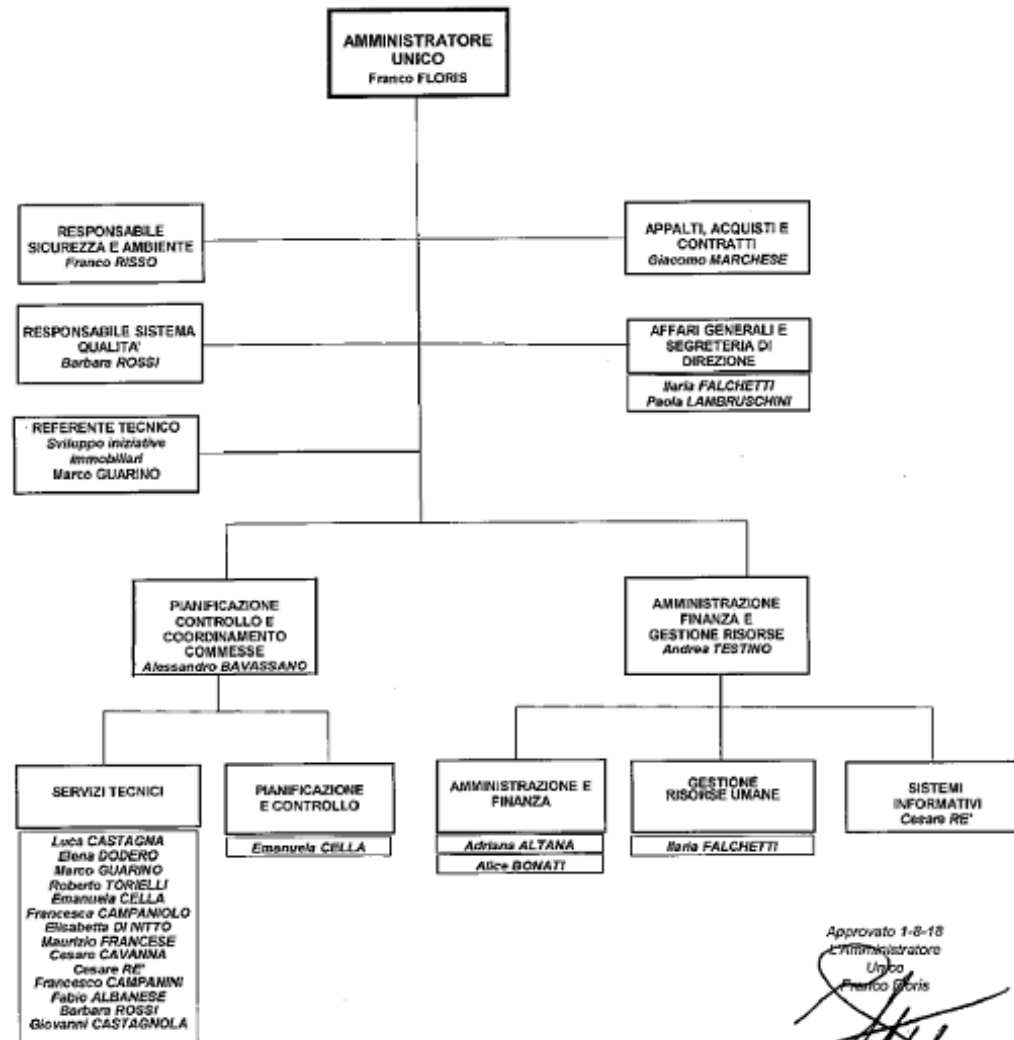 AMMINISTRATORE
UNICO
Franco FLORIS
RESPONSABILE
SICUREZZA E AMBIENTE
Franco RISSO
APPALTI, ACQUISTI E
CONTRATTI
Giacomo MARCHESE
RESPONSABILE SISTEMA
QUALITA'
Barbara ROSSI
AFFARI GENERALI E
SEGRETERIA DI
DIREZIONE
Ilaria FALCHETTI
Paola LAMBRUSCHINI
REFERENTE TECNICO
Sviluppo iniziative
immobiliari
Marco GUARINO
PIANIFICAZIONE
CONTROLLO E
COORDINAMENTO
COMMESSE
Alessandro BAVASSANO
AMMINISTRAZIONE
FINANZA E
GESTIONE RISORSE
Andrea TESTINO
SERVIZI TECNICI
Luca CASTAGNA
Elena DODERO
Marco GUARINO
Roberto TORIELLI
Emanuela CELLA
Francesca CAMPANIOLO
Elisabetta DI NITTO
Maurizio FRANCESE
Cesare CAVANNA
Cesare RE'
Francesco CAMPANINI
Fabio ALBANESE
Barbara ROSSI
Giovanni CASTAGNOLA
PIANIFICAZIONE
E CONTROLLO
Emanuela CELLA
AMMINISTRAZIONE E
FINANZA
Adriana ALTANA
Alice BONATI
GESTIONE
RISORSE UMANE
Ilaria FALCHETTI
SISTEMI
INFORMATIVI
Cesare RE'
Approvato 1-8-18
L'Amministratore
Unico
Franco Floris